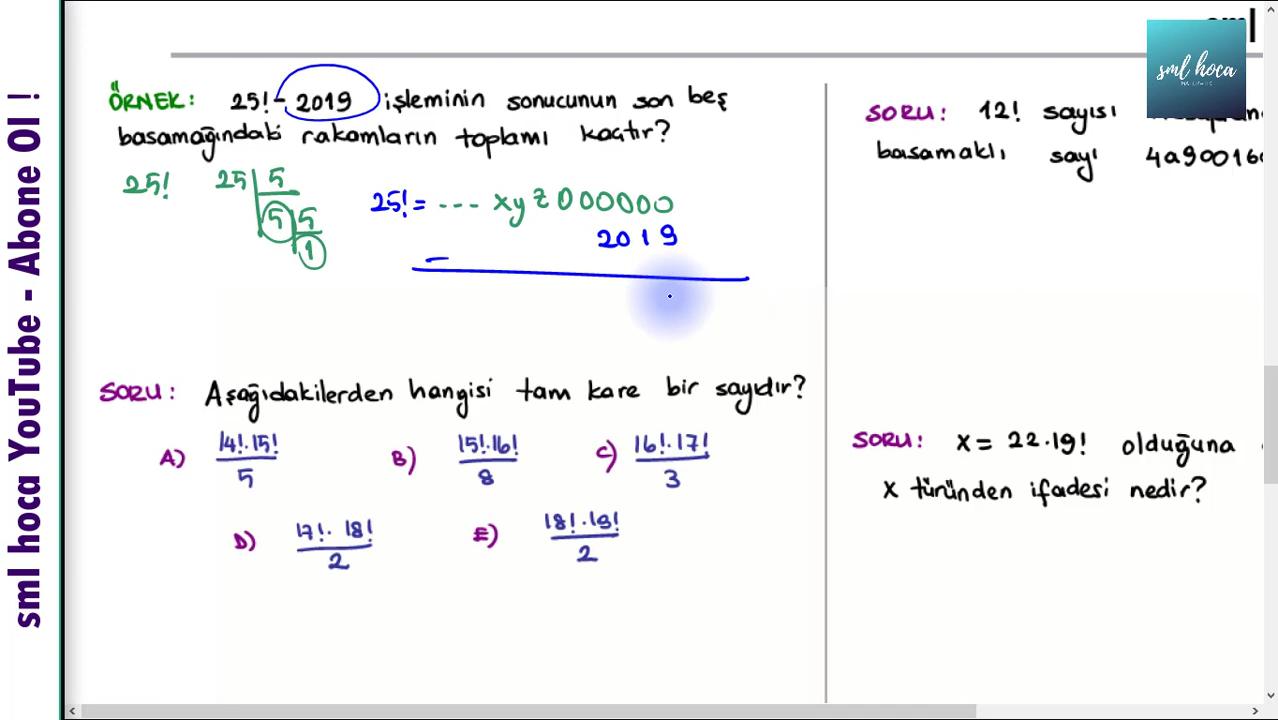 sml hoca YouTube - Abone Ol !
sml hoca
ÖRNEK: 25! - 2019 işleminin sonucunun son beş
basamağındaki rakamların toplamı kaçtır?
25! 25 5
5 5
1
25! = --- xyz000000
2019
SORU: Aşağıdakilerden hangisi tam kare bir sayıdır?
A) 14!.15! / 5 B) 15!.16! / 8 C) 16!.17! / 3
D) 17!.18! / 2 E) 18!.19! / 2
SORU: 12! sayısı
basamaklı sayı 4a900160
SORU: x = 22.19! olduğuna
x türünden ifadesi nedir?